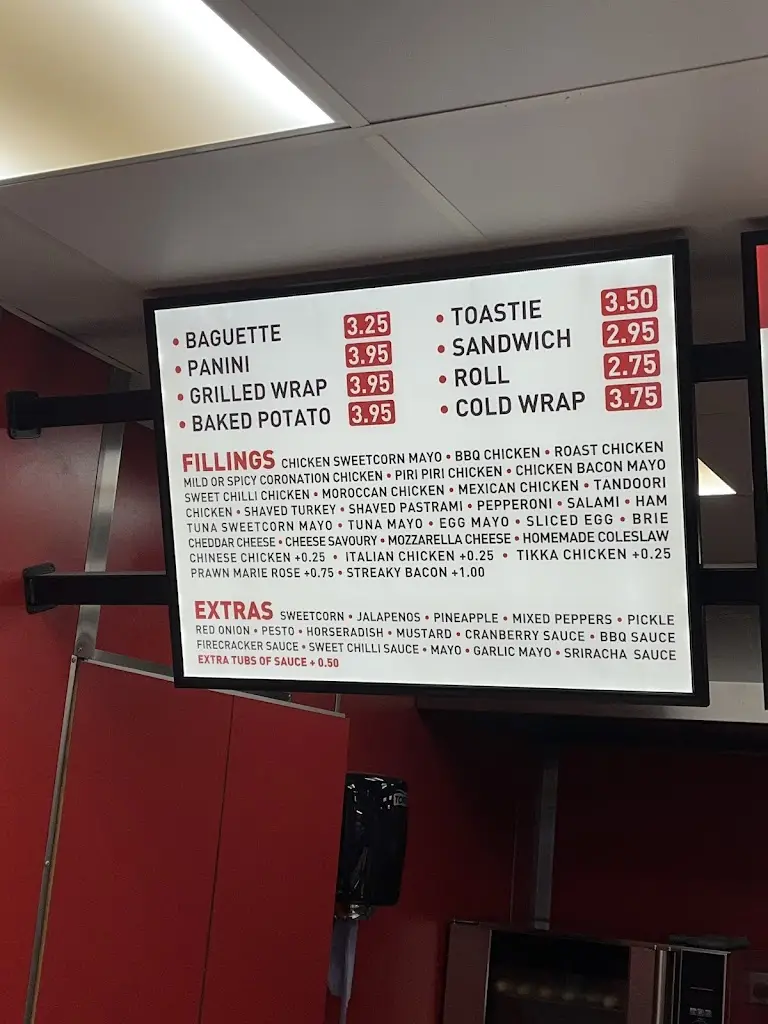 • BAGUETTE 3.25
• PANINI 3.95
• GRILLED WRAP 3.95
• BAKED POTATO 3.95
• TOASTIE 3.50
• SANDWICH 2.95
• ROLL 2.75
• COLD WRAP 3.75
FILLINGS CHICKEN SWEETCORN MAYO • BBQ CHICKEN • ROAST CHICKEN
MILD OR SPICY CORONATION CHICKEN • PIRI PIRI CHICKEN • CHICKEN BACON MAYO
SWEET CHILLI CHICKEN • MOROCCAN CHICKEN • MEXICAN CHICKEN • TANDOORI
CHICKEN • SHAVED TURKEY • SHAVED PASTRAMI • PEPPERONI • SALAMI • HAM
TUNA SWEETCORN MAYO • TUNA MAYO • EGG MAYO • SLICED EGG • BRIE
CHEDDAR CHEESE • CHEESE SAVOURY • MOZZARELLA CHEESE • HOMEMADE COLESLAW
CHINESE CHICKEN +0.25 • ITALIAN CHICKEN +0.25 • TIKKA CHICKEN +0.25
PRAWN MARIE ROSE +0.75 • STREAKY BACON +1.00
EXTRAS SWEETCORN • JALAPENOS • PINEAPPLE • MIXED PEPPERS • PICKLE
RED ONION • PESTO • HORSERADISH • MUSTARD • CRANBERRY SAUCE • BBQ SAUCE
FIRECRACKER SAUCE • SWEET CHILLI SAUCE • MAYO • GARLIC MAYO • SRIRACHA SAUCE
EXTRA TUBS OF SAUCE + 0.50